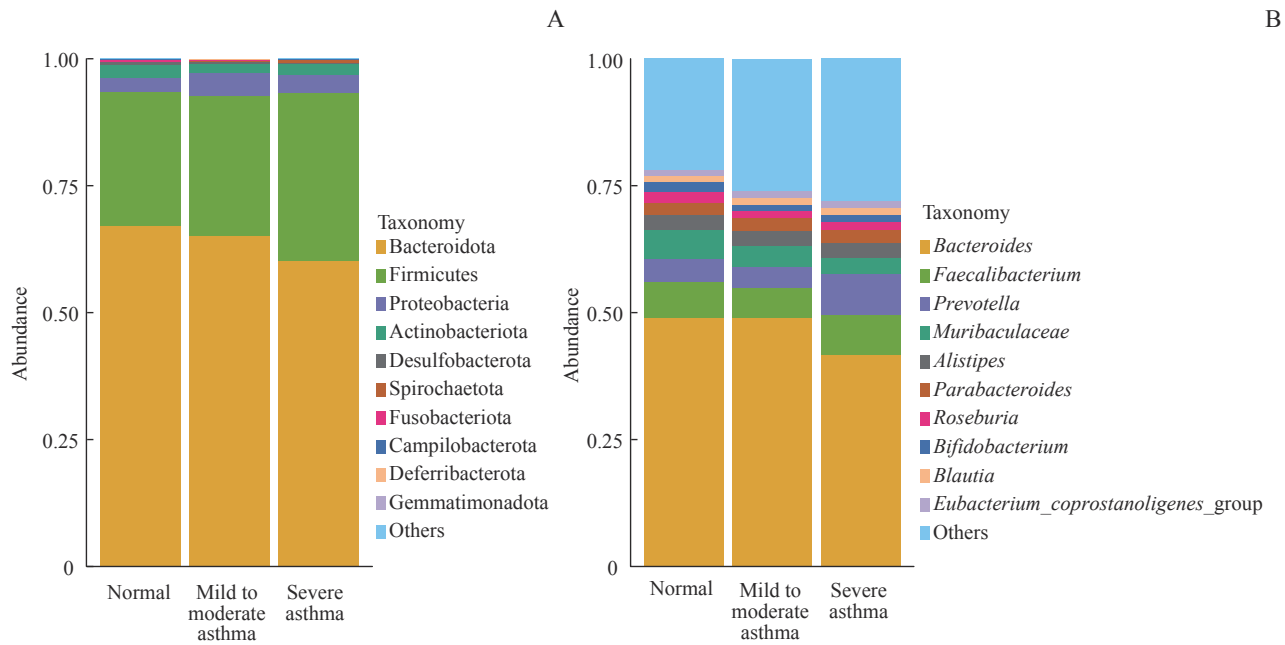 A
Abundance
1.00
0.75
0.50
0.25
0
Normal
Mild to
moderate
asthma
Severe
asthma
Taxonomy
Bacteroidota
Firmicutes
Proteobacteria
Actinobacteriota
Desulfobacterota
Spirochaetota
Fusobacteriota
Campilobacterota
Deferribacterota
Gemmatimonadota
Others
B
Abundance
1.00
0.75
0.50
0.25
0
Normal
Mild to
moderate
asthma
Severe
asthma
Taxonomy
Bacteroides
Faecalibacterium
Prevotella
Muribaculaceae
Alistipes
Parabacteroides
Roseburia
Bifidobacterium
Blautia
Eubacterium_coprostanoligenes_group
Others